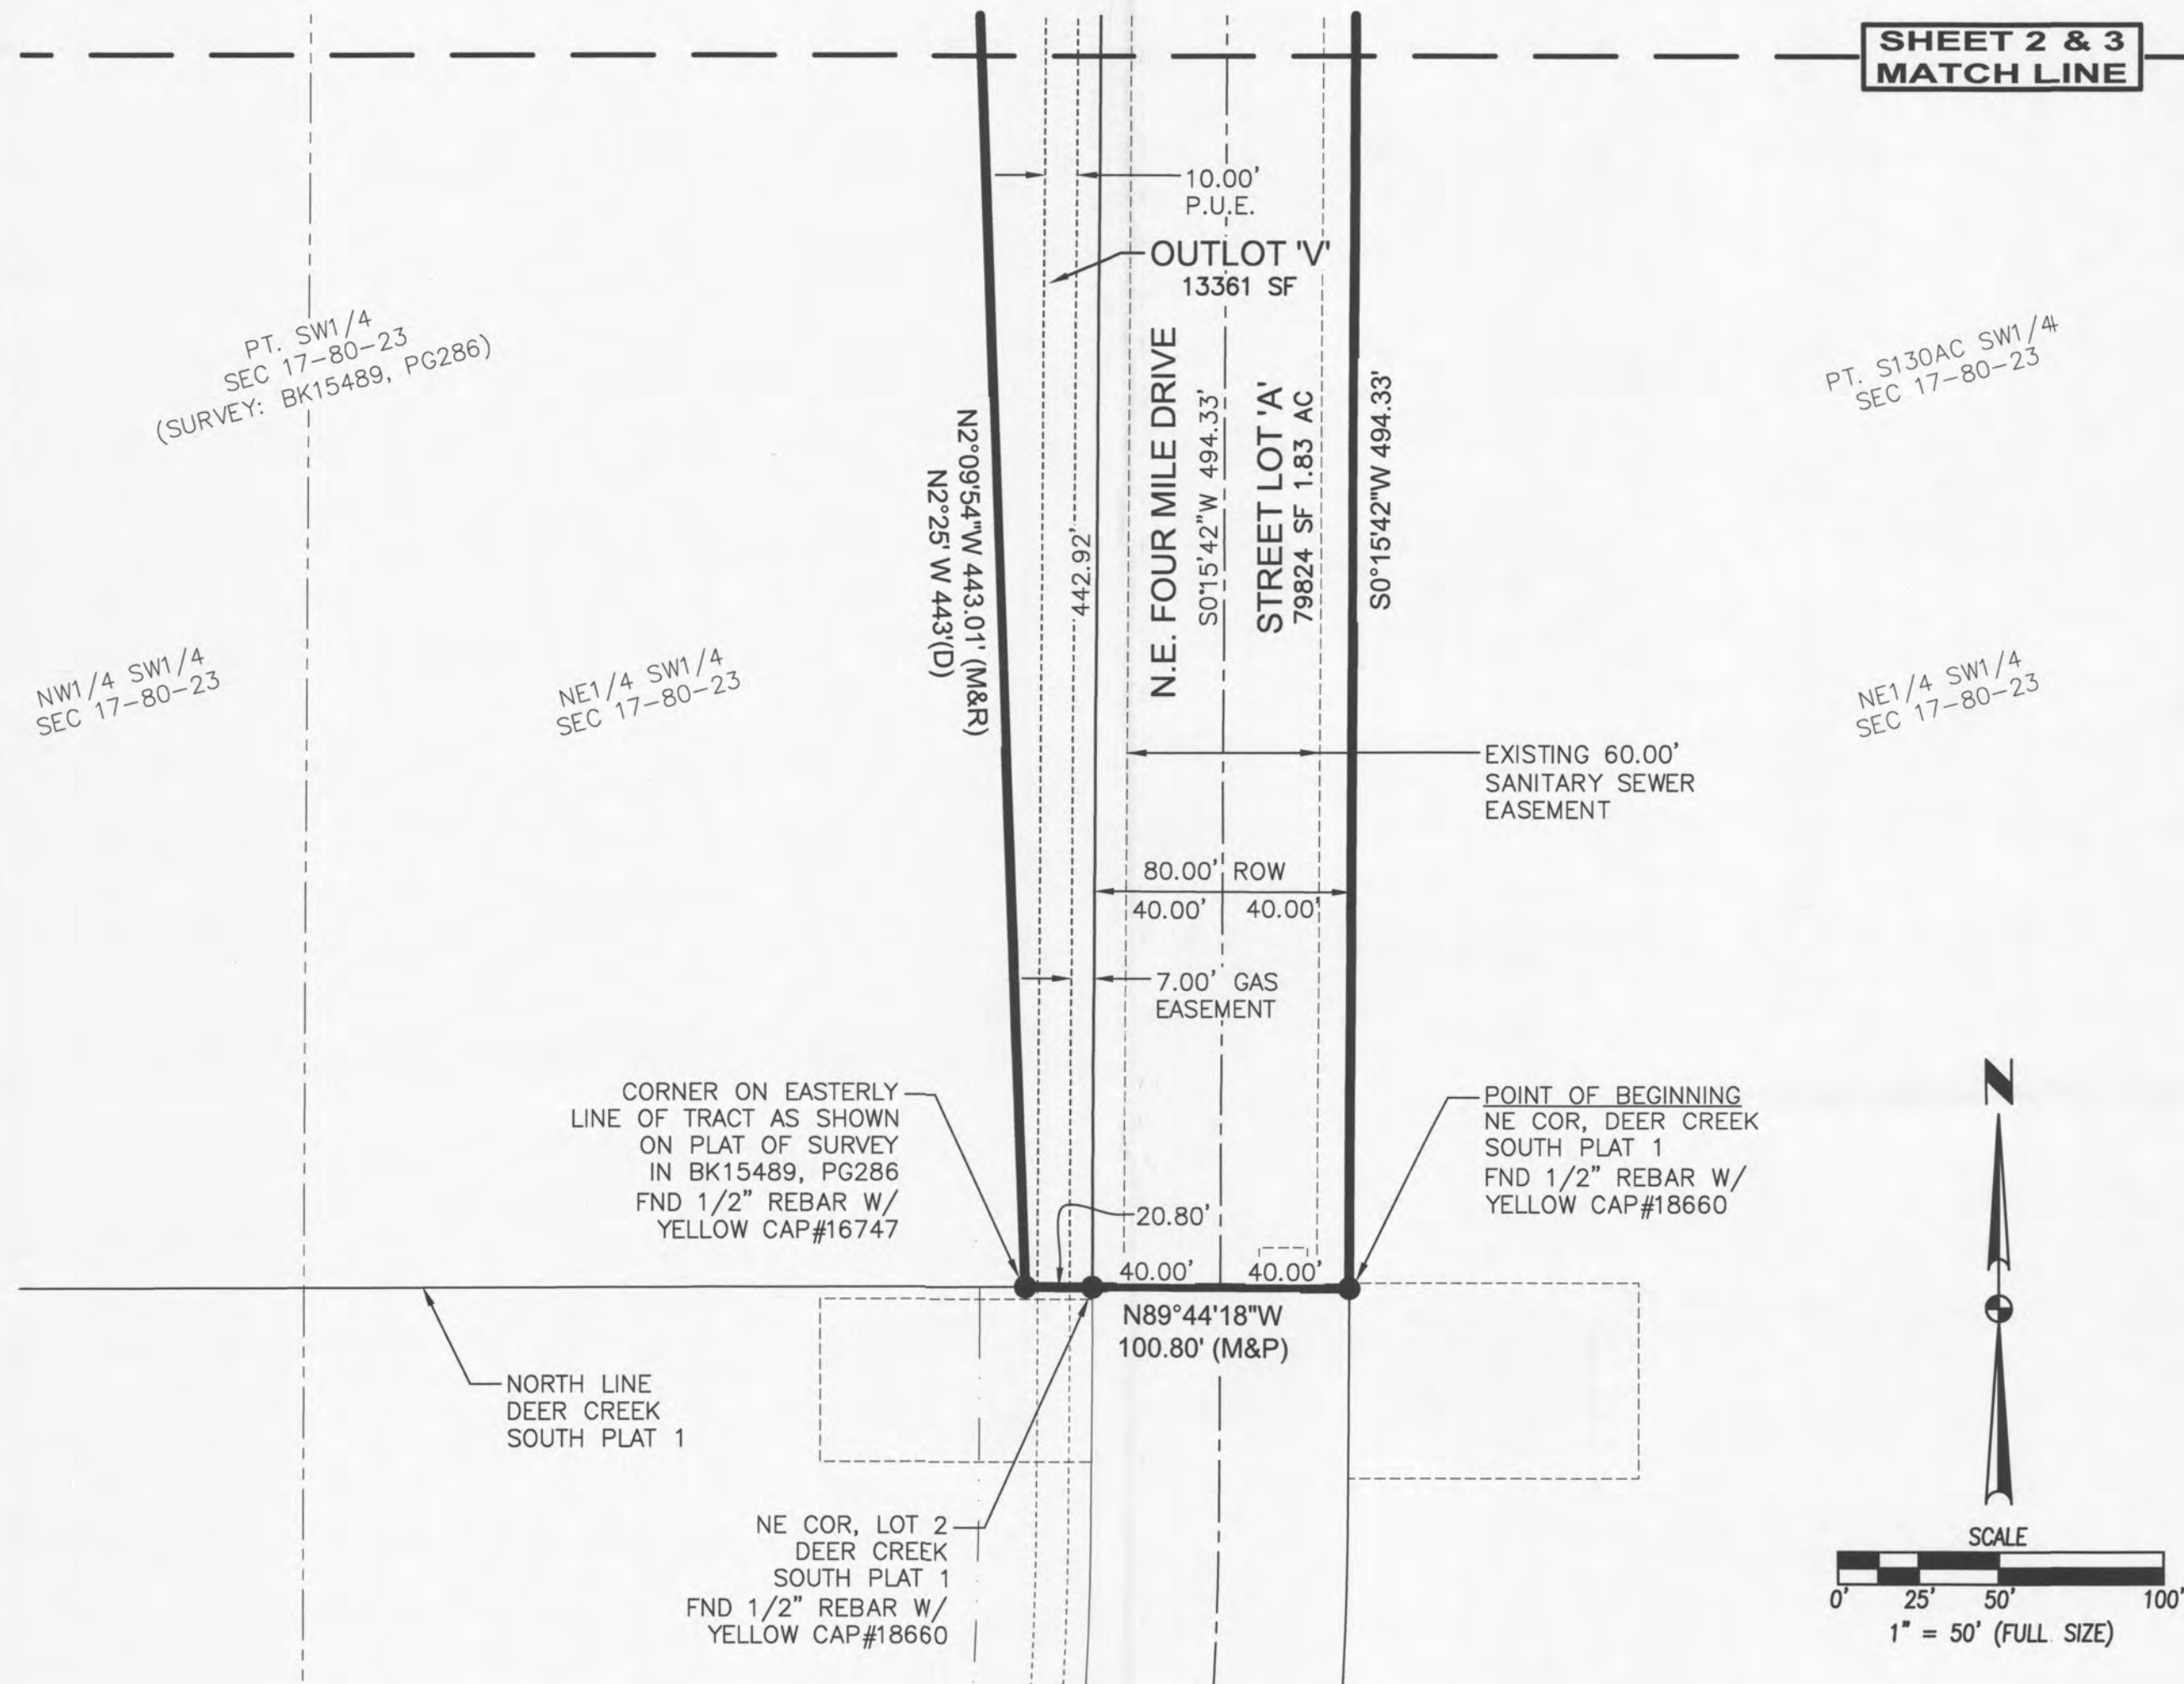 SHEET 2 & 3
MATCH LINE
10.00'
P.U.E.
OUTLOT 'V'
13361 SF
PT. SW1/4
SEC 17-80-23
(SURVEY: BK15489, PG286)
PT. S130AC SW1/4
SEC 17-80-23
N2°09'54"W 443.01' (M&R)
N2°25' W 443'(D)
442.92'
N.E. FOUR MILE DRIVE
S0°15'42"W 494.33'
STREET LOT 'A'
79824 SF 1.83 AC
S0°15'42"W 494.33'
NW1/4 SW1/4
SEC 17-80-23
NE1/4 SW1/4
SEC 17-80-23
NE1/4 SW1/4
SEC 17-80-23
EXISTING 60.00'
SANITARY SEWER
EASEMENT
80.00' ROW
40.00' 40.00'
7.00' GAS
EASEMENT
CORNER ON EASTERLY
LINE OF TRACT AS SHOWN
ON PLAT OF SURVEY
IN BK15489, PG286
FND 1/2" REBAR W/
YELLOW CAP#16747
POINT OF BEGINNING
NE COR, DEER CREEK
SOUTH PLAT 1
FND 1/2" REBAR W/
YELLOW CAP#18660
N
20.80'
40.00' 40.00'
N89°44'18"W
100.80' (M&P)
NORTH LINE
DEER CREEK
SOUTH PLAT 1
NE COR, LOT 2
DEER CREEK
SOUTH PLAT 1
FND 1/2" REBAR W/
YELLOW CAP#18660
SCALE
0' 25' 50' 100'
1" = 50' (FULL SIZE)